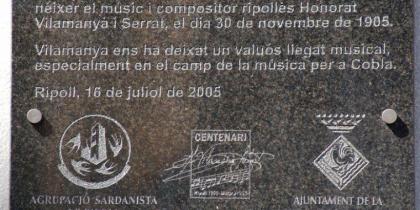 néixer el músic i compositor ripollès Honorat
Vilamanyà i Serrat, el dia 30 de novembre de 1905.
Vilamanya ens ha deixat un valuós llegat musical,
especialment en el camp de la música per a Cobla.
Ripoll, 16 de juliol de 2005
CENTENARI
AGRUPACIÓ SARDANISTA
AJUNTAMENT DE LA